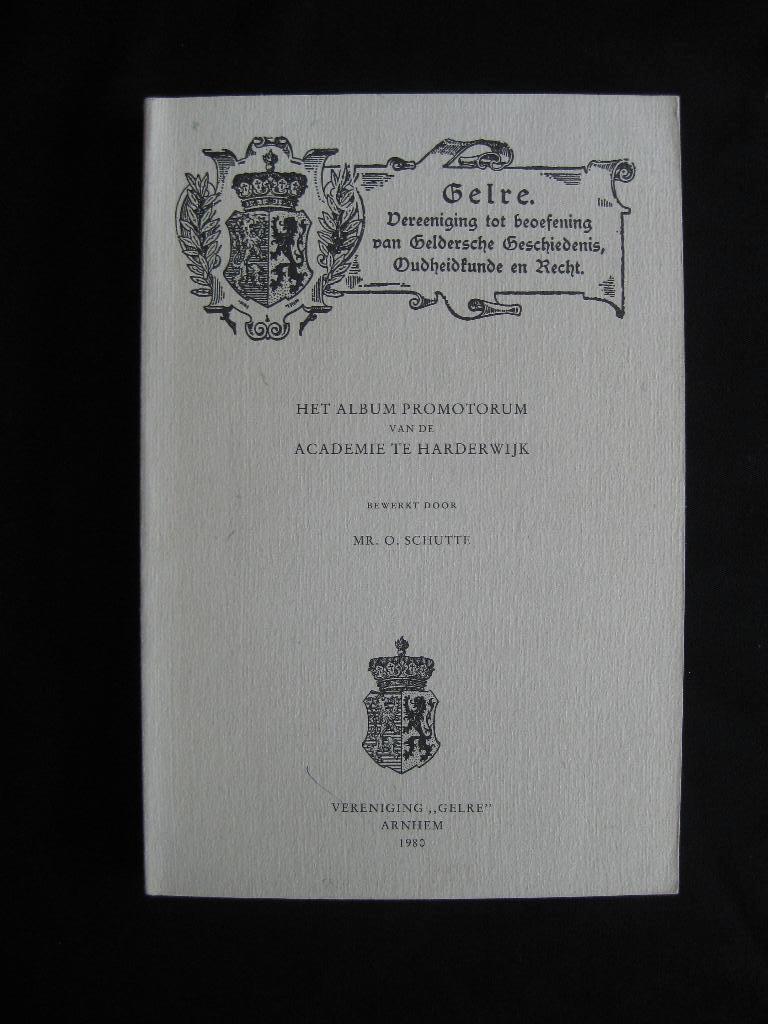 Gelre.
Vereeniging tot beoefening
van Geldersche Geschiedenis,
Oudheidkunde en Recht.
HET ALBUM PROMOTORUM
VAN DE
ACADEMIE TE HARDERWIJK
BEWERKT DOOR
MR. O. SCHUTTE
VERENIGING „GELRE”
ARNHEM
1980